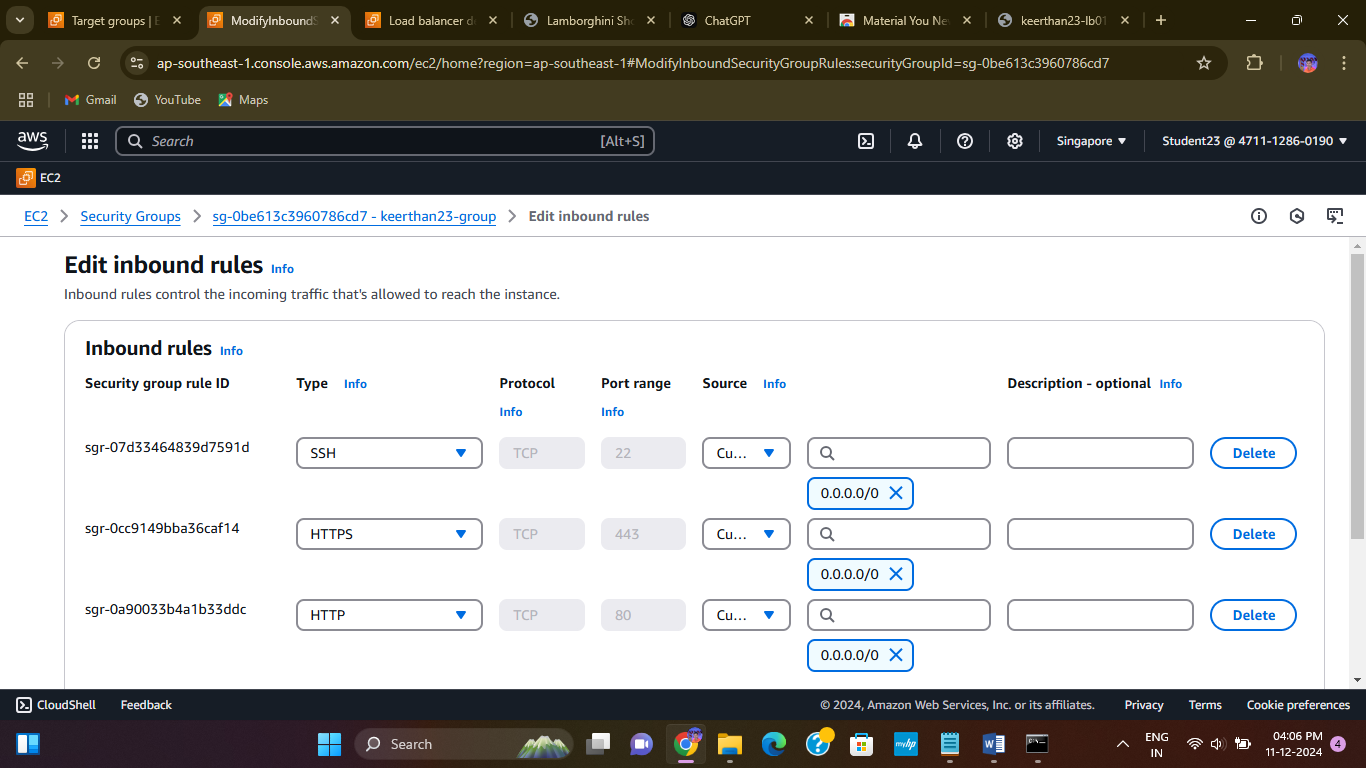 Target groups | E
ModifyInboundS
Load balancer d
Lamborghini Sho
ChatGPT
Material You Ne
keerthan23-lb01
ap-southeast-1.console.aws.amazon.com/ec2/home?region=ap-southeast-1#ModifyInboundSecurityGroupRules:securityGroupId=sg-0be613c3960786cd7
Gmail
YouTube
Maps
aws
Search
[Alt+S]
Singapore
Student23 @ 4711-1286-0190
EC2
EC2
Security Groups
sg-0be613c3960786cd7 - keerthan23-group
Edit inbound rules
Edit inbound rules Info
Inbound rules control the incoming traffic that's allowed to reach the instance.
Inbound rules Info
Security group rule ID
Type Info
Protocol
Info
Port range
Info
Source Info
Description - optional Info
sgr-07d33464839d7591d
SSH
TCP
22
Cu...
Delete
0.0.0.0/0
sgr-0cc9149bba36caf14
HTTPS
TCP
443
Cu...
Delete
0.0.0.0/0
sgr-0a90033b4a1b33ddc
HTTP
TCP
80
Cu...
Delete
0.0.0.0/0
CloudShell
Feedback
© 2024, Amazon Web Services, Inc. or its affiliates.
Privacy
Terms
Cookie preferences
Search
myhp
ENG
IN
04:06 PM
11-12-2024
4